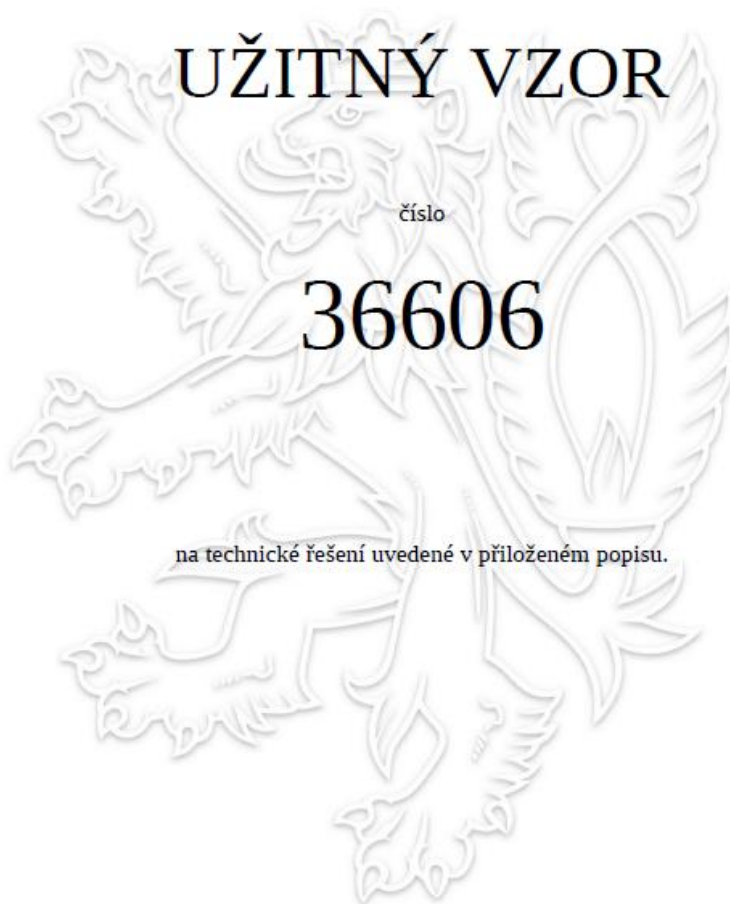 UŽITNÝ VZOR
číslo
36606
na technické řešení uvedené v přiloženém popisu.